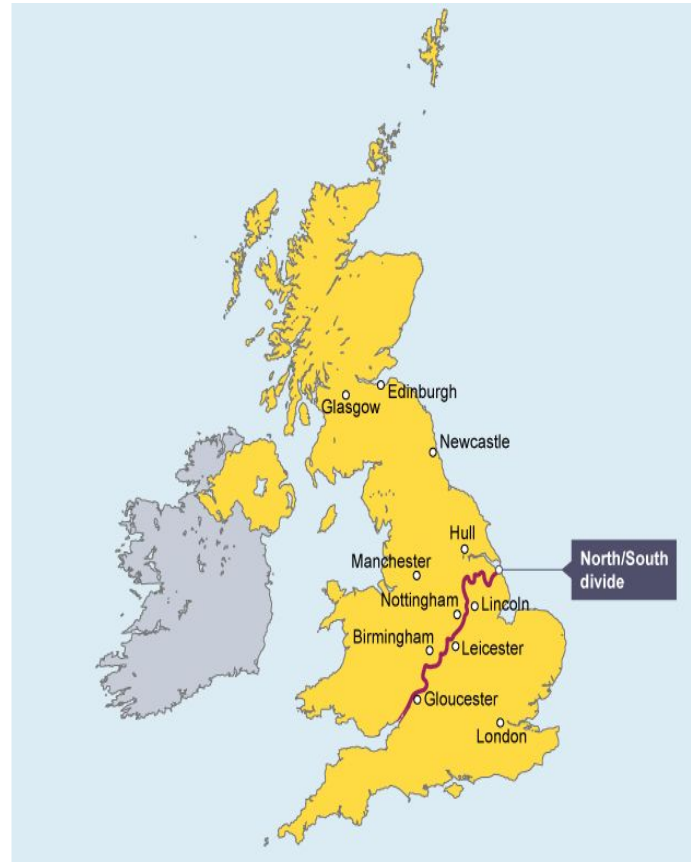 Edinburgh
Glasgow
Newcastle
Hull
North/South
divide
Manchester
Nottingham
Lincoln
Birmingham
Leicester
Gloucester
London